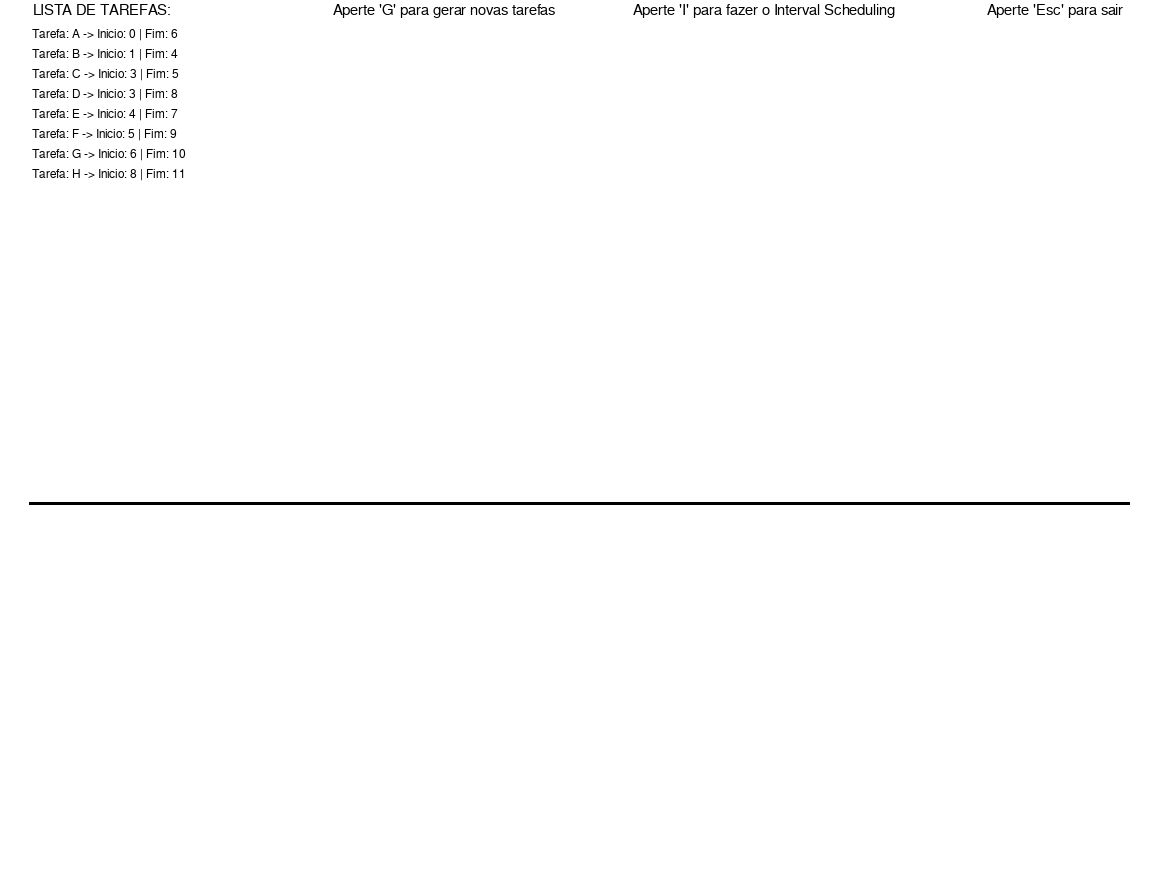 LISTA DE TAREFAS:
Aperte 'G' para gerar novas tarefas
Aperte 'I' para fazer o Interval Scheduling
Aperte 'Esc' para sair
Tarefa: A -> Inicio: 0 | Fim: 6
Tarefa: B -> Inicio: 1 | Fim: 4
Tarefa: C -> Inicio: 3 | Fim: 5
Tarefa: D -> Inicio: 3 | Fim: 8
Tarefa: E -> Inicio: 4 | Fim: 7
Tarefa: F -> Inicio: 5 | Fim: 9
Tarefa: G -> Inicio: 6 | Fim: 10
Tarefa: H -> Inicio: 8 | Fim: 11